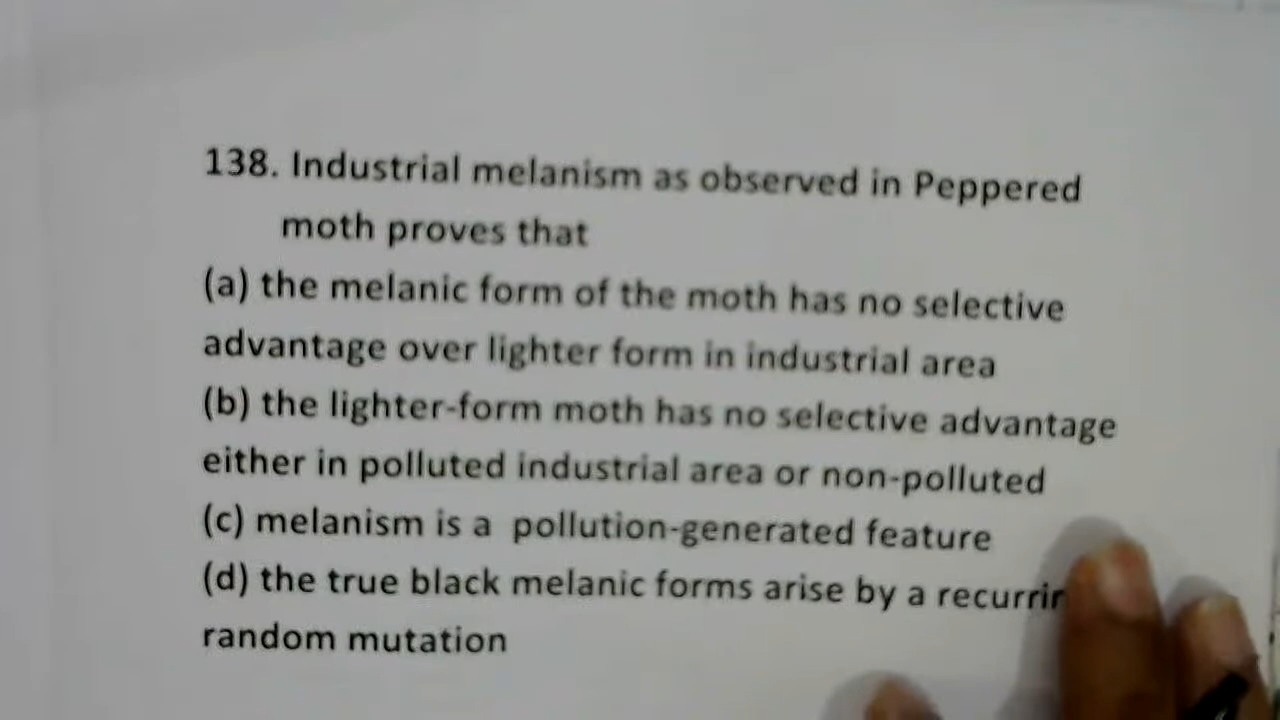 138. Industrial melanism as observed in Peppered
moth proves that
(a) the melanic form of the moth has no selective
advantage over lighter form in industrial area
(b) the lighter-form moth has no selective advantage
either in polluted industrial area or non-polluted
(c) melanism is a pollution-generated feature
(d) the true black melanic forms arise by a
random mutation